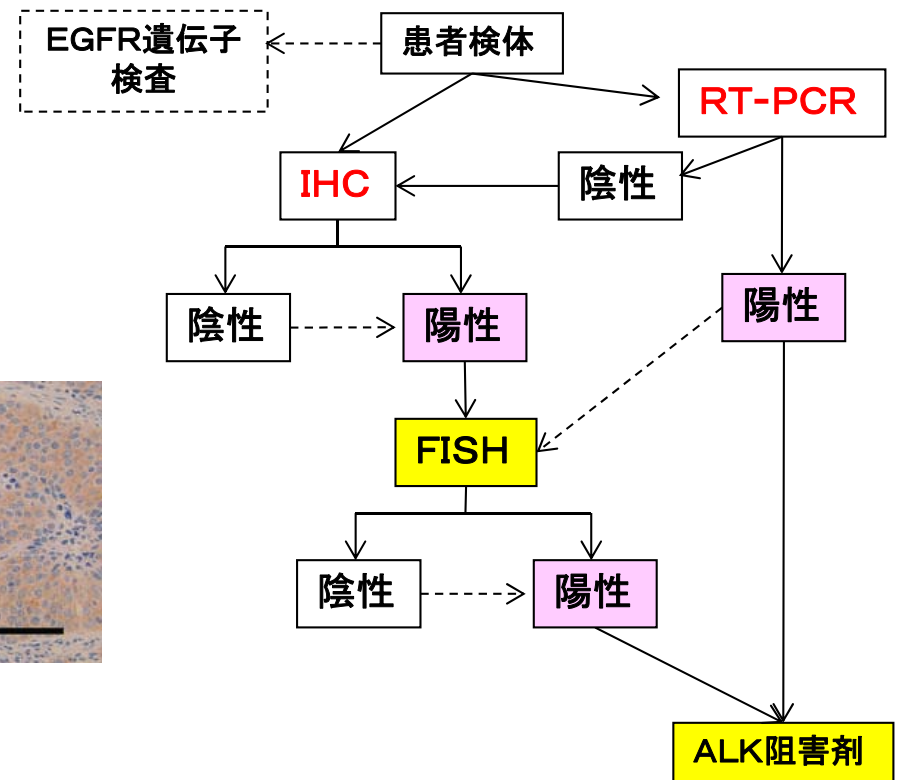 EGFR遺伝子
検査
患者検体
RT-PCR
IHC
陰性
陰性
陽性
陽性
FISH
陰性
陽性
ALK阻害剤